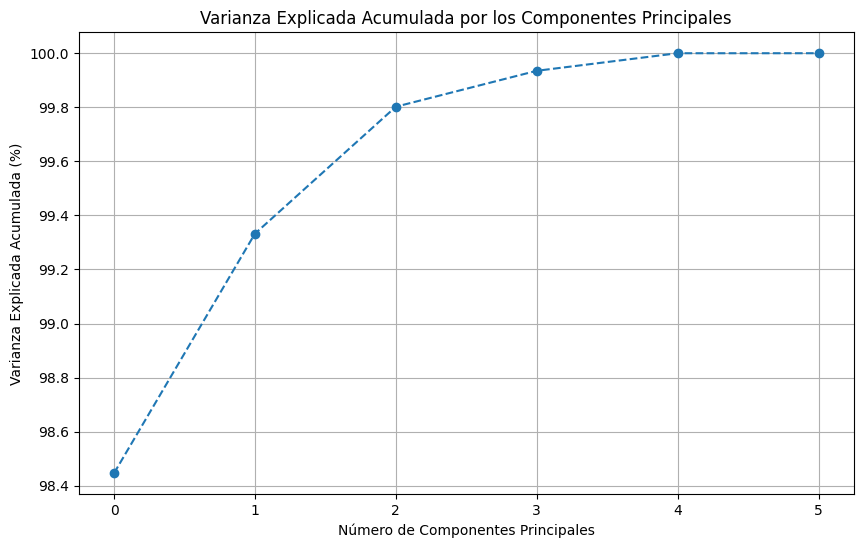 Varianza Explicada Acumulada por los Componentes Principales
Varianza Explicada Acumulada (%)
100.0
99.8
99.6
99.4
99.2
99.0
98.8
98.6
98.4
0 1 2 3 4 5
Número de Componentes Principales